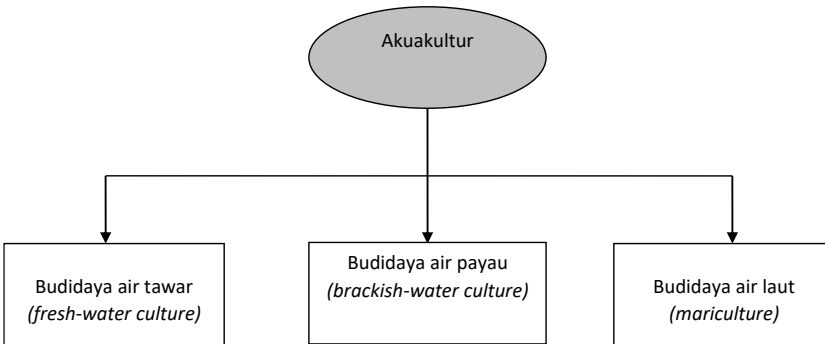 Akuakultur
Budidaya air tawar
(fresh-water culture)
Budidaya air payau
(brackish-water culture)
Budidaya air laut
(mariculture)